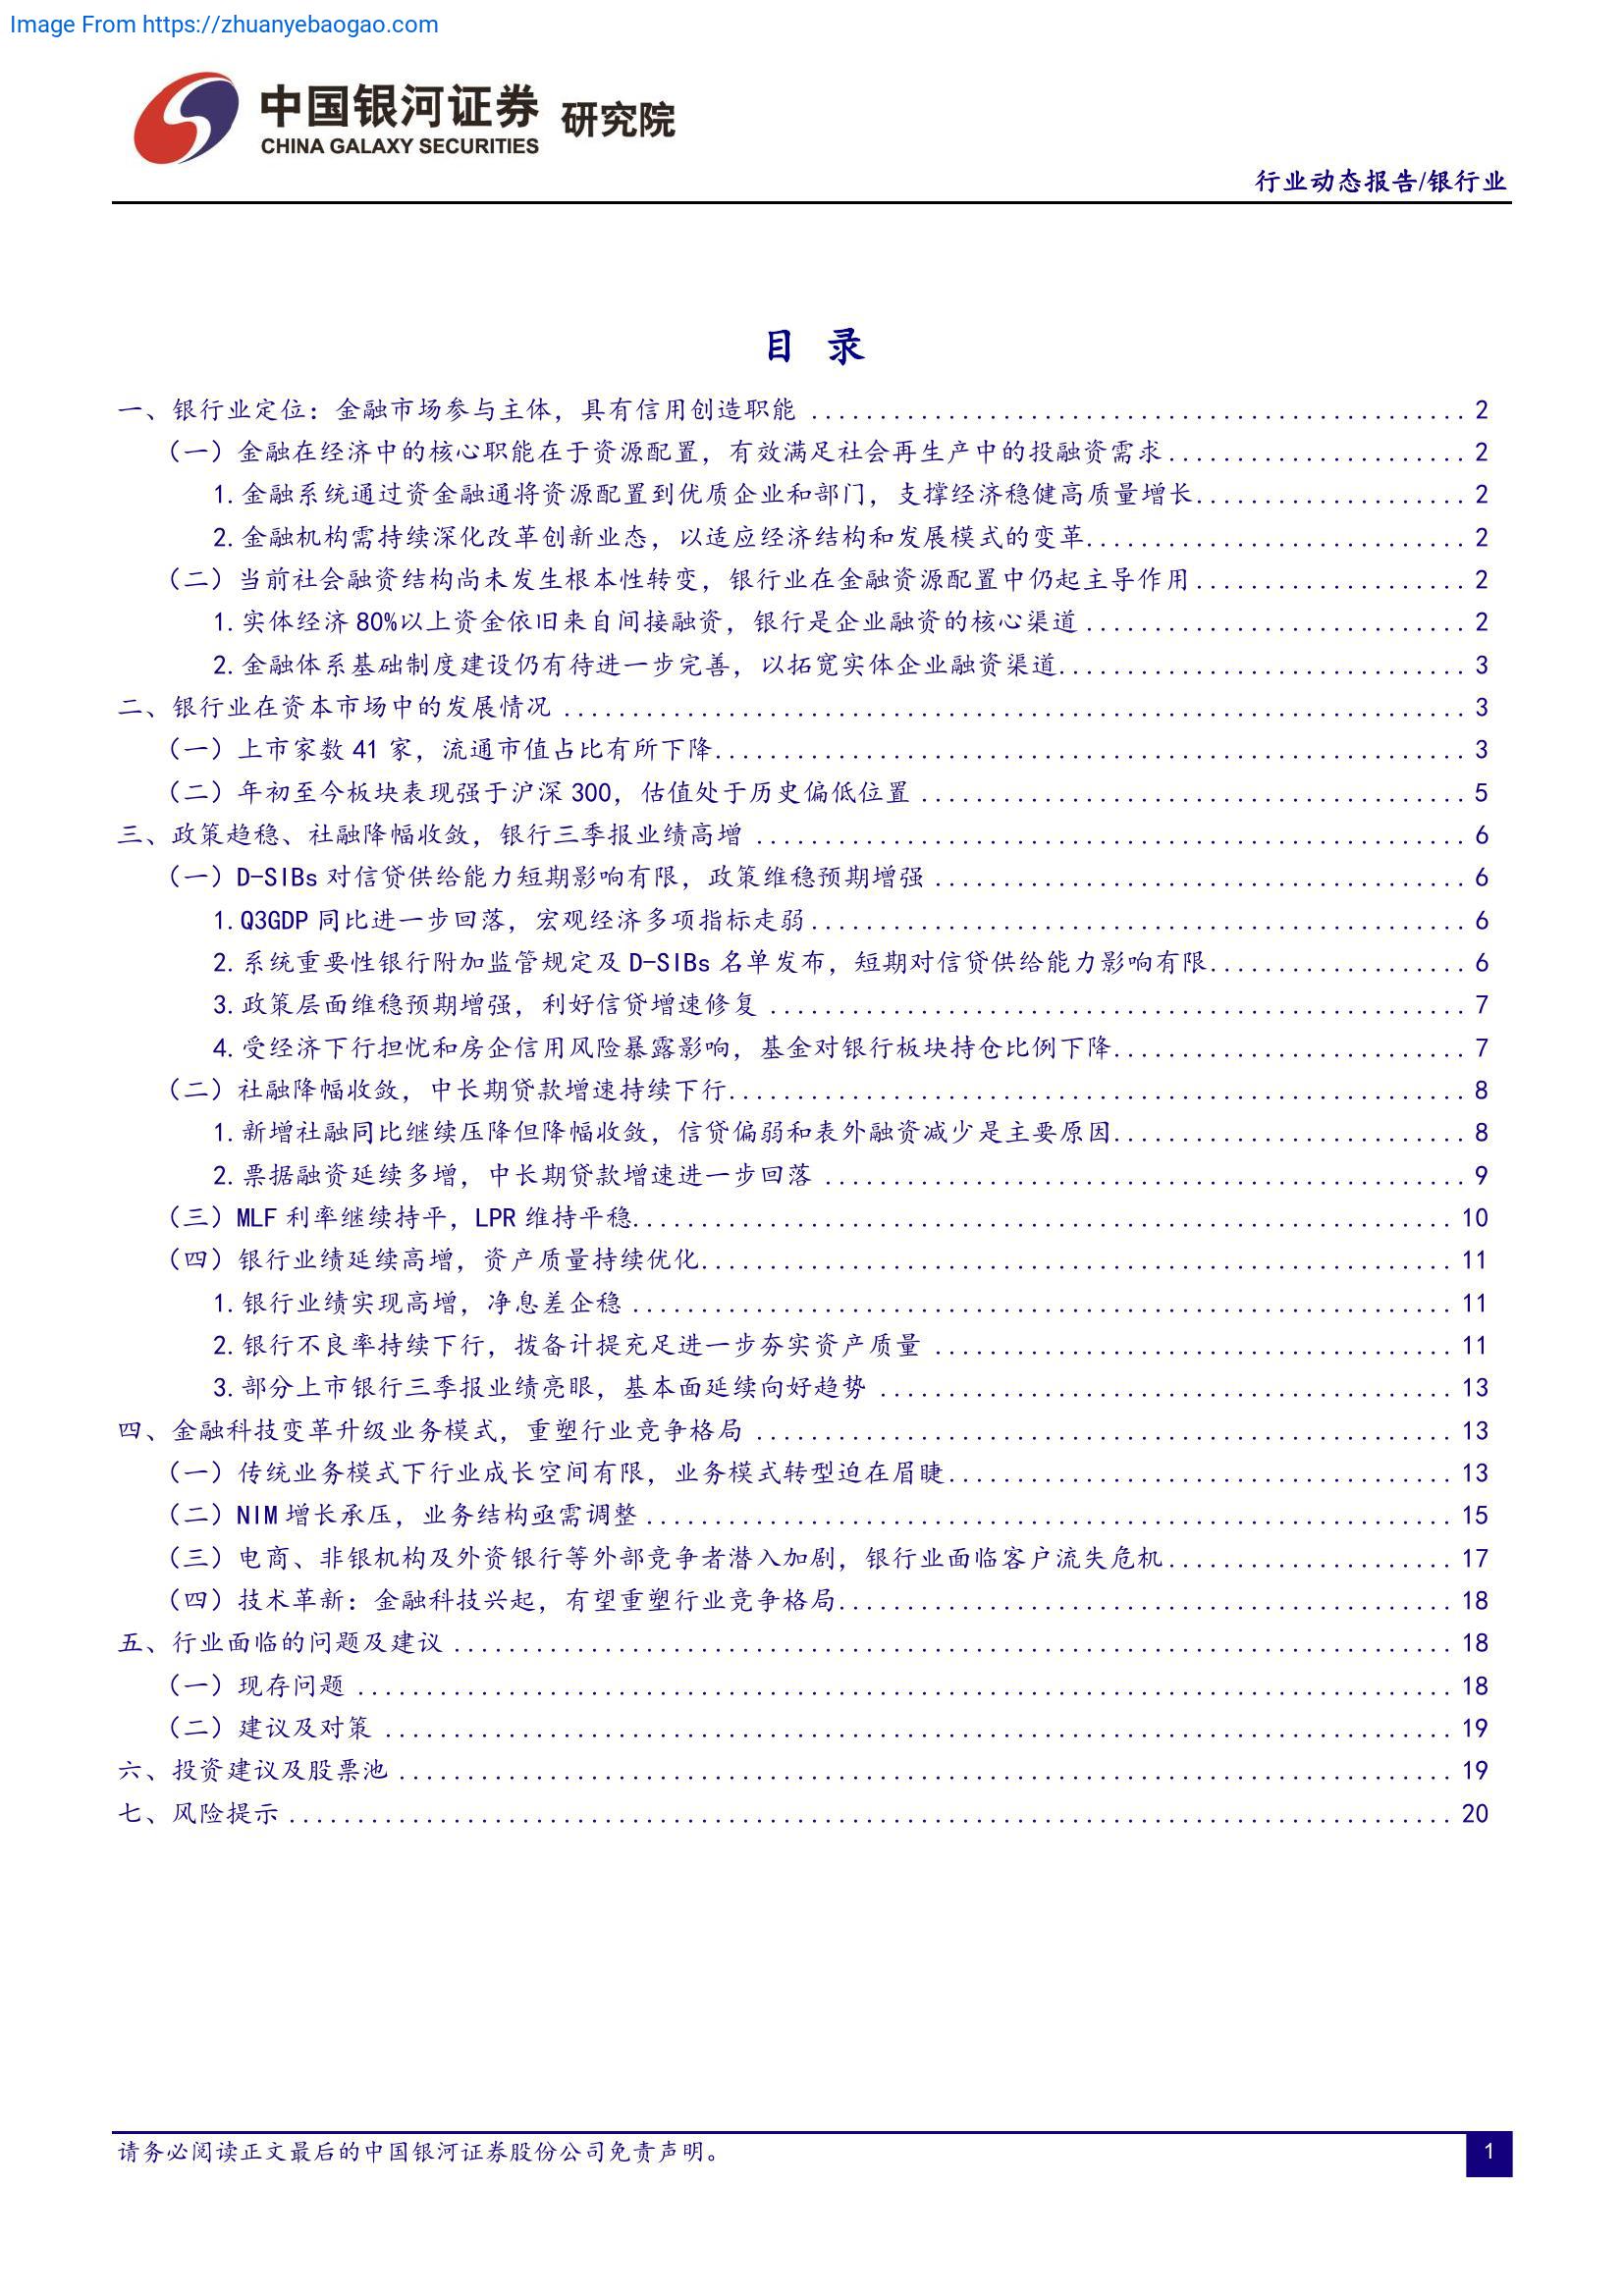 Image From https://zhuanyebaogao.com
中国银河证券 研究院
CHINA GALAXY SECURITIES
行业动态报告/银行业
目 录
一、银行业定位：金融市场参与主体，具有信用创造职能 ................................................ 2
（一）金融在经济中的核心职能在于资源配置，有效满足社会再生产中的投融资需求...................... 2
1.金融系统通过资金融通将资源配置到优质企业和部门，支撑经济稳健高质量增长.................... 2
2.金融机构需持续深化改革创新业态，以适应经济结构和发展模式的变革............................ 2
（二）当前社会融资结构尚未发生根本性转变，银行业在金融资源配置中仍起主导作用.................... 2
1.实体经济 80%以上资金依旧来自间接融资，银行是企业融资的核心渠道 ............................ 2
2.金融体系基础制度建设仍有待进一步完善，以拓宽实体企业融资渠道.............................. 3
二、银行业在资本市场中的发展情况 .................................................................. 3
（一）上市家数 41 家，流通市值占比有所下降....................................................... 3
（二）年初至今板块表现强于沪深 300，估值处于历史偏低位置 ........................................ 5
三、政策趋稳、社融降幅收敛，银行三季报业绩高增 .................................................... 6
（一）D-SIBs 对信贷供给能力短期影响有限，政策维稳预期增强 ....................................... 6
1.Q3GDP 同比进一步回落，宏观经济多项指标走弱................................................ 6
2.系统重要性银行附加监管规定及 D-SIBs 名单发布，短期对信贷供给能力影响有限................... 6
3.政策层面维稳预期增强，利好信贷增速修复 ................................................... 7
4.受经济下行担忧和房企信用风险暴露影响，基金对银行板块持仓比例下降.......................... 7
（二）社融降幅收敛，中长期贷款增速持续下行...................................................... 8
1.新增社融同比继续压降但降幅收敛，信贷偏弱和表外融资减少是主要原因.......................... 8
2.票据融资延续多增，中长期贷款增速进一步回落 ............................................... 9
（三）MLF 利率继续持平，LPR 维持平稳............................................................ 10
（四）银行业绩延续高增，资产质量持续优化....................................................... 11
1.银行业绩实现高增，净息差企稳 ............................................................ 11
2.银行不良率持续下行，拨备计提充足进一步夯实资产质量 ...................................... 11
3.部分上市银行三季报业绩亮眼，基本面延续向好趋势 .......................................... 13
四、金融科技变革升级业务模式，重塑行业竞争格局 ................................................... 13
（一）传统业务模式下行业成长空间有限，业务模式转型迫在眉睫..................................... 13
（二）NIM 增长承压，业务结构亟需调整 ........................................................... 15
（三）电商、非银机构及外资银行等外部竞争者潜入加剧，银行业面临客户流失危机..................... 17
（四）技术革新：金融科技兴起，有望重塑行业竞争格局............................................. 18
五、行业面临的问题及建议 ......................................................................... 18
（一）现存问题 ................................................................................ 18
（二）建议及对策 .............................................................................. 19
六、投资建议及股票池 ............................................................................. 19
七、风险提示 ..................................................................................... 20
请务必阅读正文最后的中国银河证券股份公司免责声明。
1